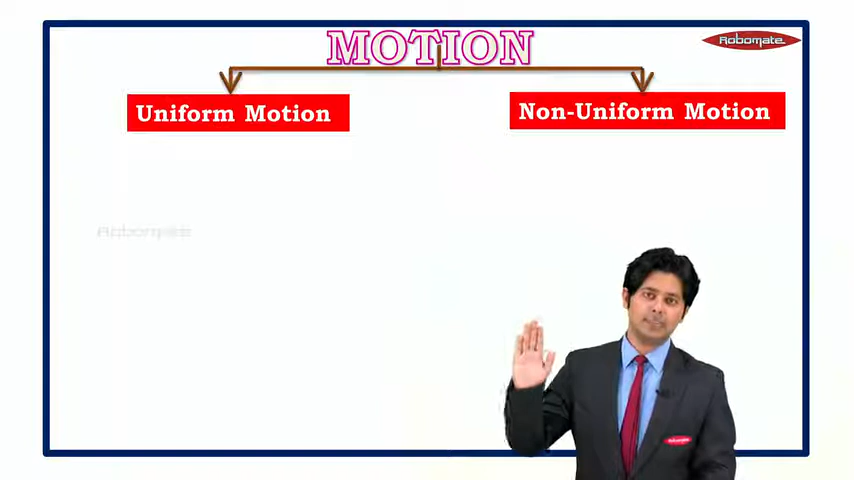 MOTION
Robomate
Uniform Motion
Non-Uniform Motion
Robomate